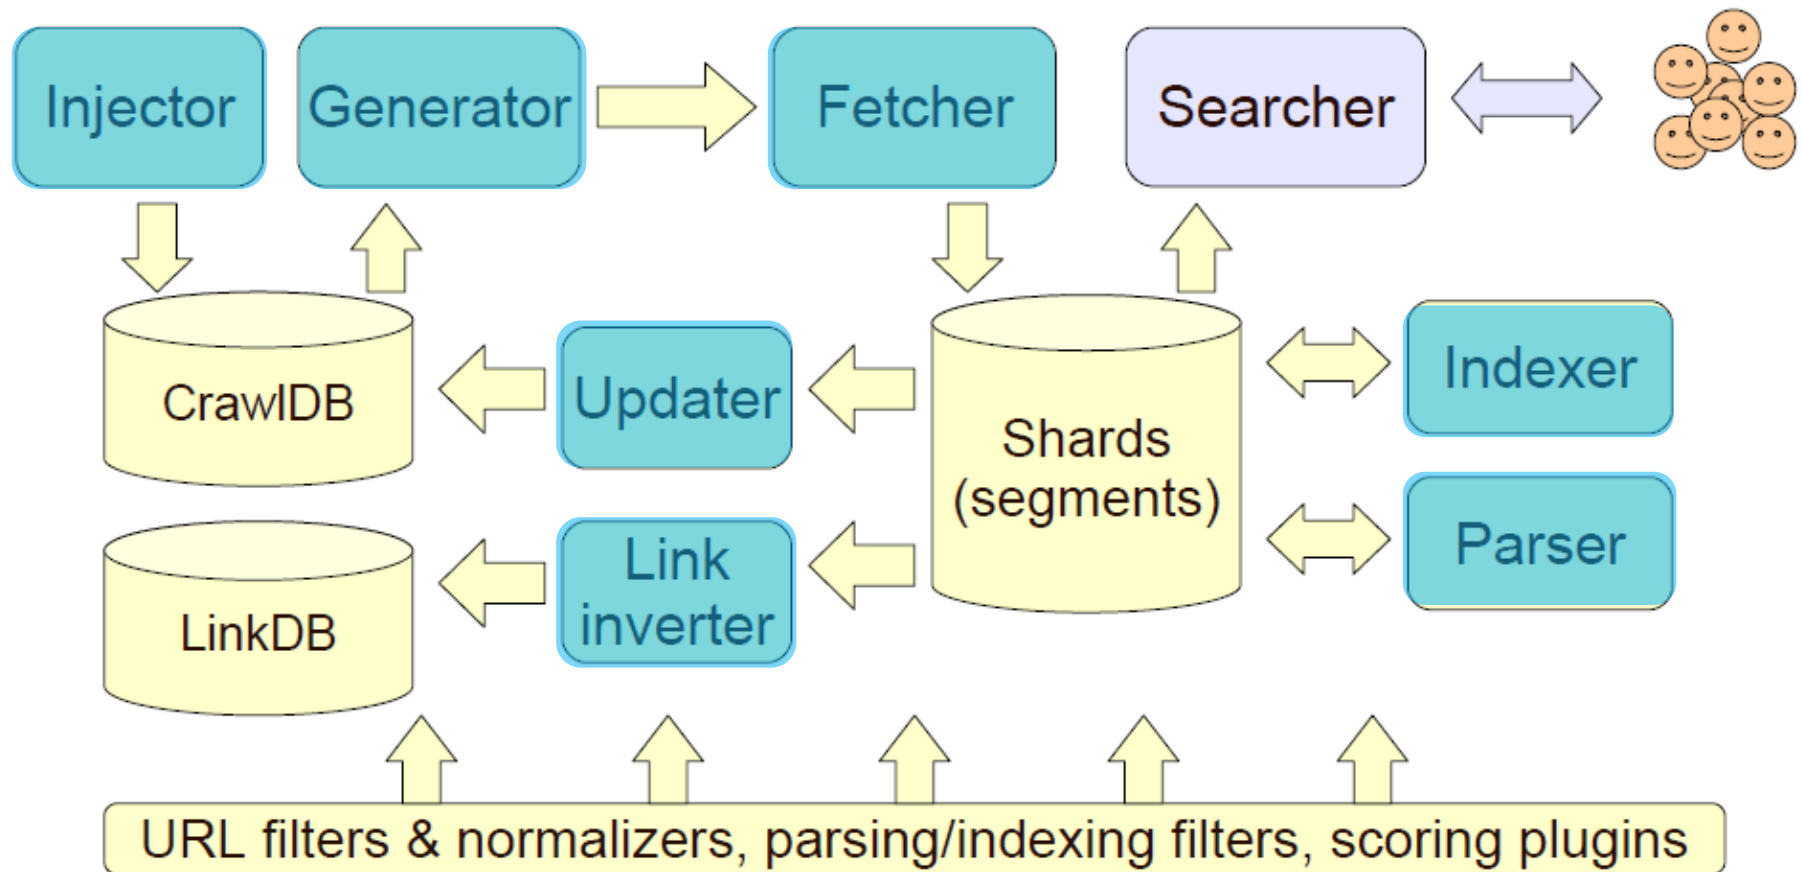 Injector
Generator
Fetcher
Searcher
CrawlDB
Updater
Shards
(segments)
Indexer
Parser
Link
inverter
LinkDB
URL filters & normalizers, parsing/indexing filters, scoring plugins